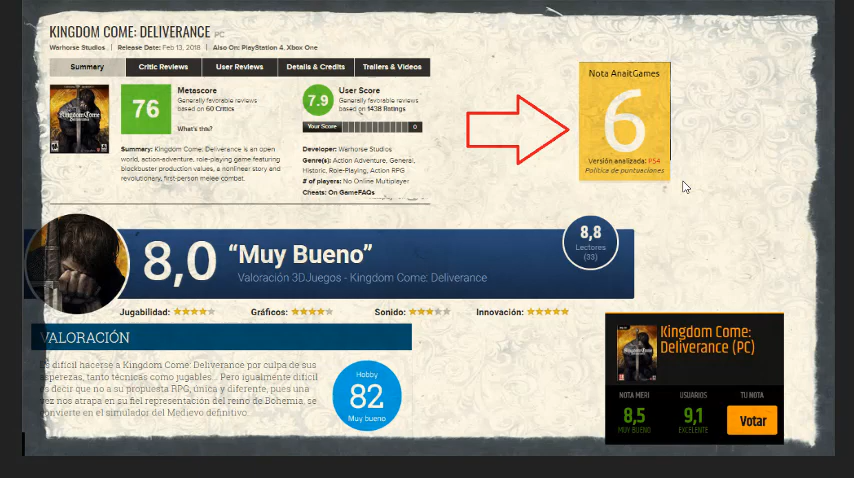 KINGDOM COME: DELIVERANCE PC
Warhorse Studios | Release Date: Feb 13, 2018 | Also On: PlayStation 4, Xbox One
Summary Critic Reviews User Reviews Details & Credits Trailers & Videos
76
Metascore
Generally favorable reviews
based on 60 Critics
What's this?
Summary: Kingdom Come: Deliverance is an open
world, action-adventure, role-playing game featuring
blockbuster production values, a nonlinear story and
revolutionary, first-person melee combat.
7.9
User Score
Generally favorable reviews
based on 1438 Ratings
Your Score 0
Developer: Warhorse Studios
Genre(s): Action Adventure, General,
Historic, Role-Playing, Action RPG
# of players: No Online Multiplayer
Cheats: On GameFAQs
Nota AnaitGames
6
Versión analizada: PS4
Política de puntuaciones
8,0 “Muy Bueno”
Valoración 3DJuegos - Kingdom Come: Deliverance
8,8
Lectores
(33)
Jugabilidad: Gráficos: Sonido: Innovación:
VALORACIÓN
Es difícil hacerse a Kingdom Come: Deliverance por culpa de sus
asperezas, tanto técnicas como jugables... Pero igualmente difícil
es decir que no a su propuesta RPG, única y diferente, pues una
vez nos atrapa en su fiel representación del reino de Bohemia, se
convierte en el simulador del Medievo definitivo.
Hobby
82
Muy bueno
Kingdom Come:
Deliverance (PC)
NOTA MERI USUARIOS TU NOTA
8,5 9,1 Votar
MUY BUENO EXCELENTE